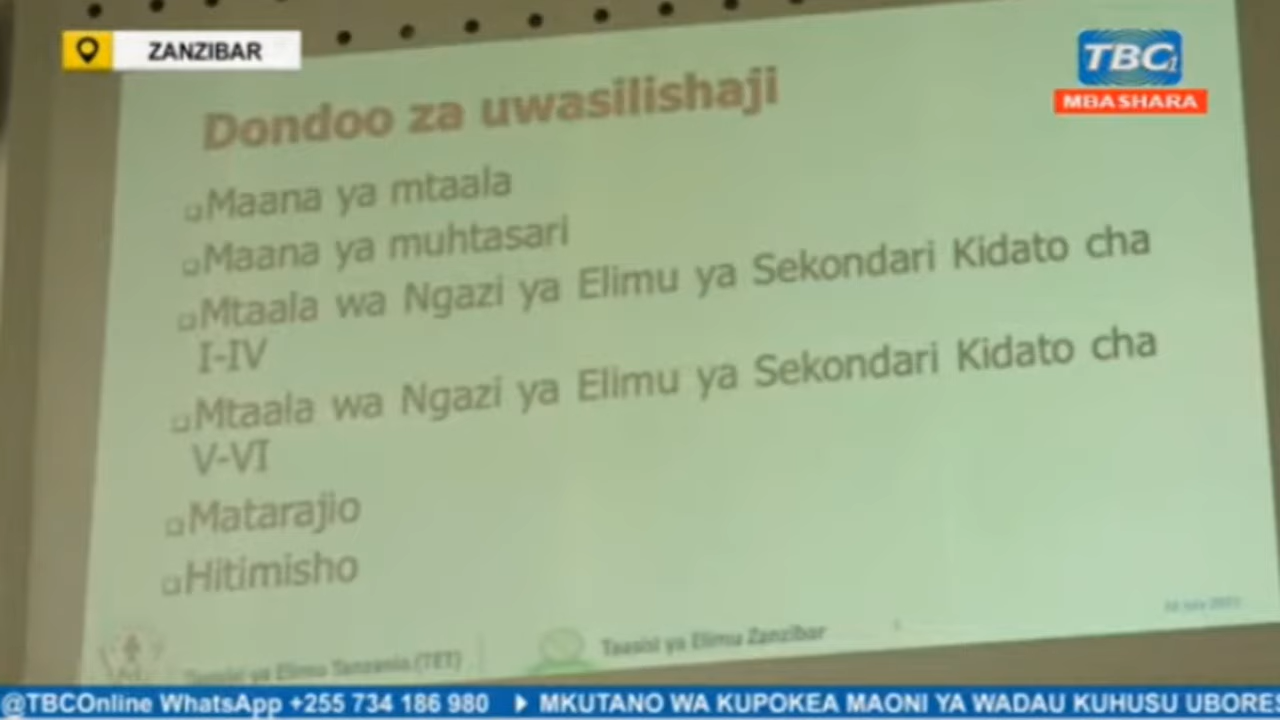 ZANZIBAR
TBC1
MBASHARA
Dondoo za uwasilishaji
Maana ya mtaala
Maana ya muhtasari
Mtaala wa Ngazi ya Elimu ya Sekondari Kidato cha
I-IV
Mtaala wa Ngazi ya Elimu ya Sekondari Kidato cha
V-VI
Matarajio
Hitimisho
Taasisi ya Elimu Tanzania (TET)
Taasisi ya Elimu Zanzibar
@TBCOnline WhatsApp +255 734 186 980 MKUTANO WA KUPOKEA MAONI YA WADAU KUHUSU UBORES